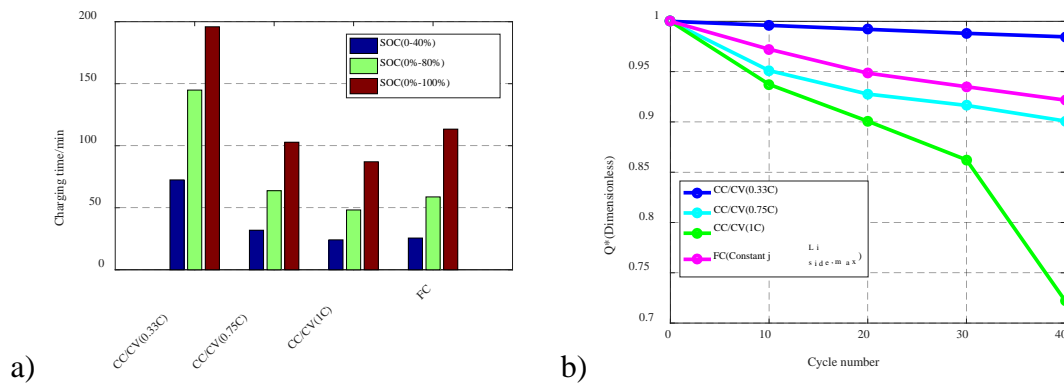 200
150
100
50
0
Charging time/min
SOC(0-40%)
SOC(0%-80%)
SOC(0%-100%)
CC/CV(0.33C)
CC/CV(0.75C)
CC/CV(1C)
FC
a)
1
0.95
0.9
0.85
0.8
0.75
0.7
Q*(Dimensionless)
CC/CV(0.33C)
CC/CV(0.75C)
CC/CV(1C)
Li
FC(Constant j
side,max)
0
10
20
30
40
Cycle number
b)